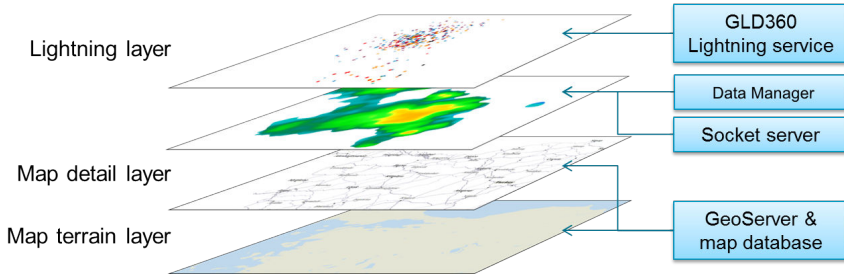 Lightning layer
GLD360
Lightning service
Data Manager
Socket server
Map detail layer
Map terrain layer
GeoServer &
map database